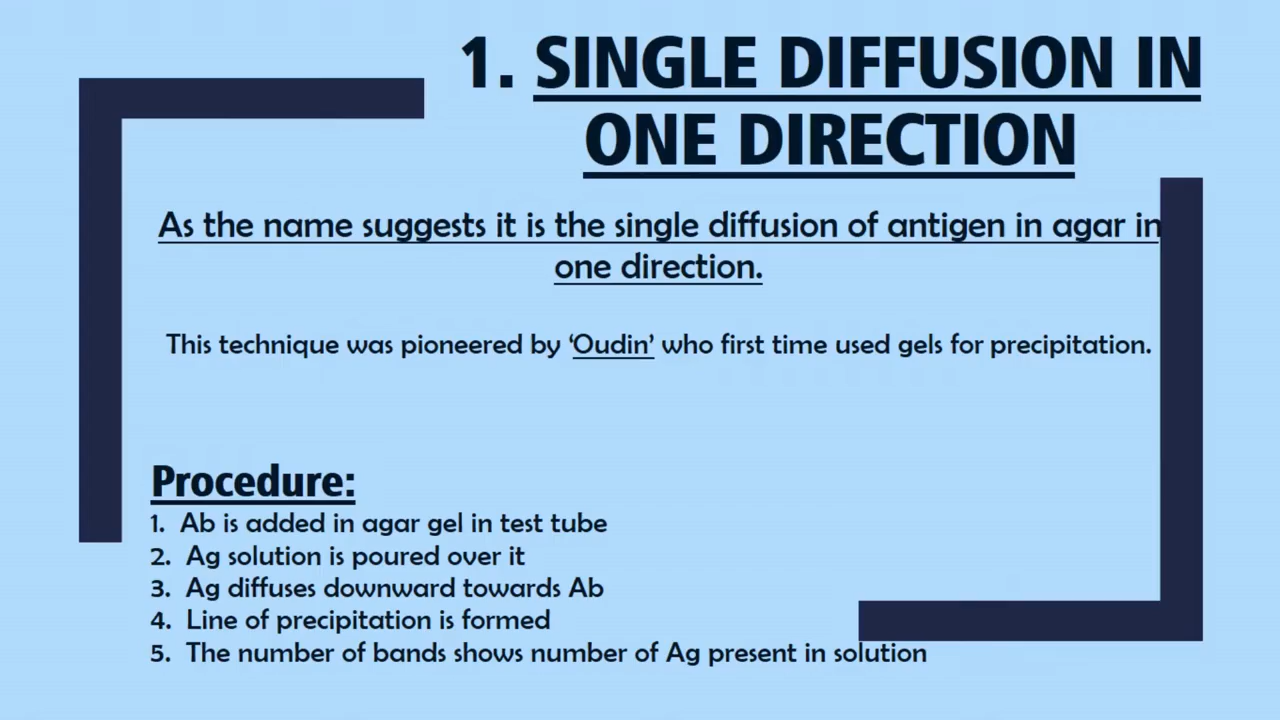 1. SINGLE DIFFUSION IN
ONE DIRECTION
As the name suggests it is the single diffusion of antigen in agar in
one direction.
This technique was pioneered by ‘Oudin’ who first time used gels for precipitation.
Procedure:
1. Ab is added in agar gel in test tube
2. Ag solution is poured over it
3. Ag diffuses downward towards Ab
4. Line of precipitation is formed
5. The number of bands shows number of Ag present in solution